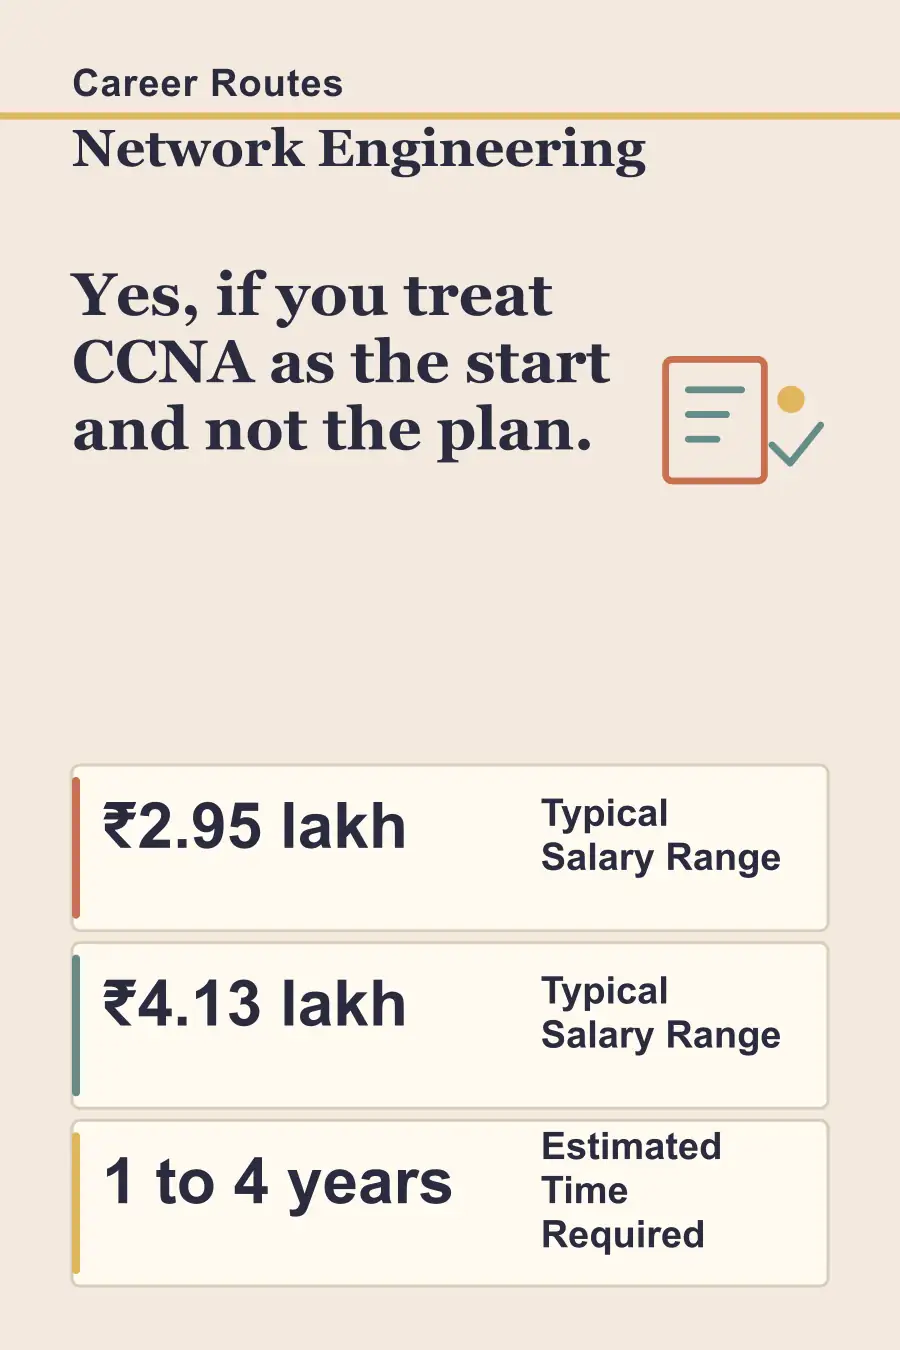 Career Routes
Network Engineering
Yes, if you treat
CCNA as the start
and not the plan.
₹2.95 lakh
Typical
Salary Range
₹4.13 lakh
Typical
Salary Range
1 to 4 years
Estimated
Time
Required